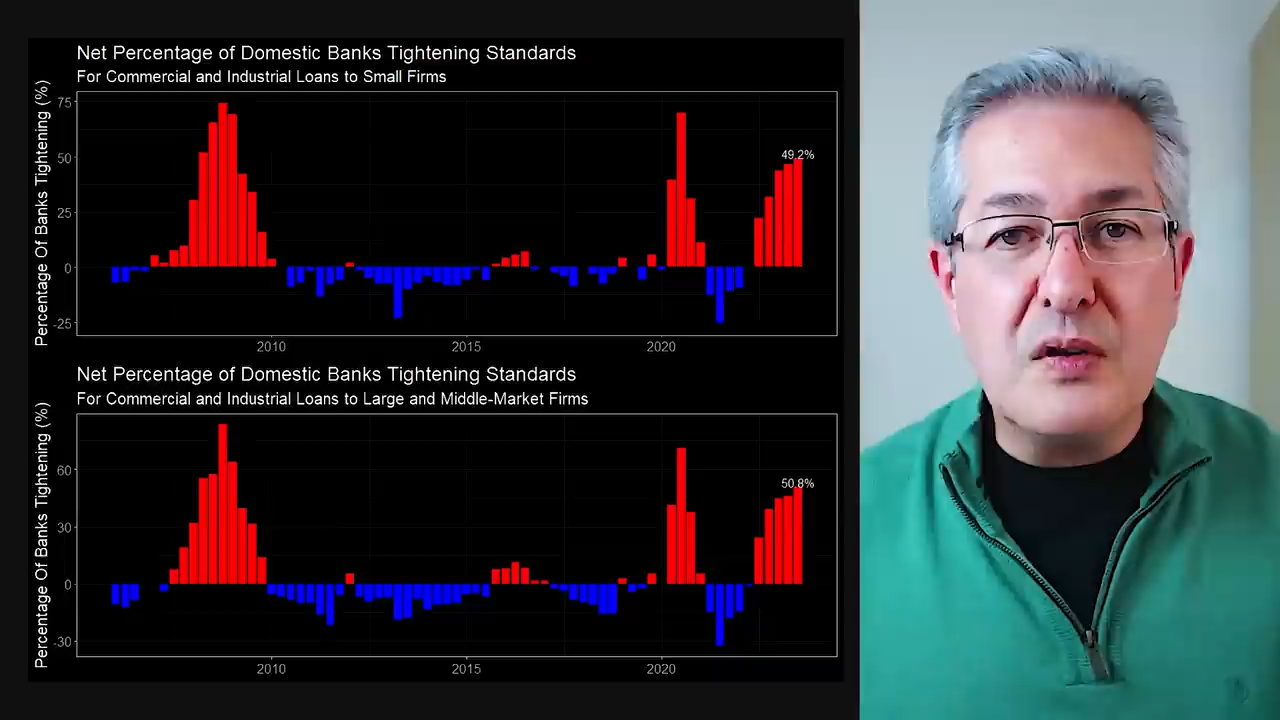 Net Percentage of Domestic Banks Tightening Standards
For Commercial and Industrial Loans to Small Firms
Percentage Of Banks Tightening (%)
75
50
25
0
-25
49.2%
2010
2015
2020
Net Percentage of Domestic Banks Tightening Standards
For Commercial and Industrial Loans to Large and Middle-Market Firms
Percentage Of Banks Tightening (%)
60
30
0
-30
50.8%
2010
2015
2020